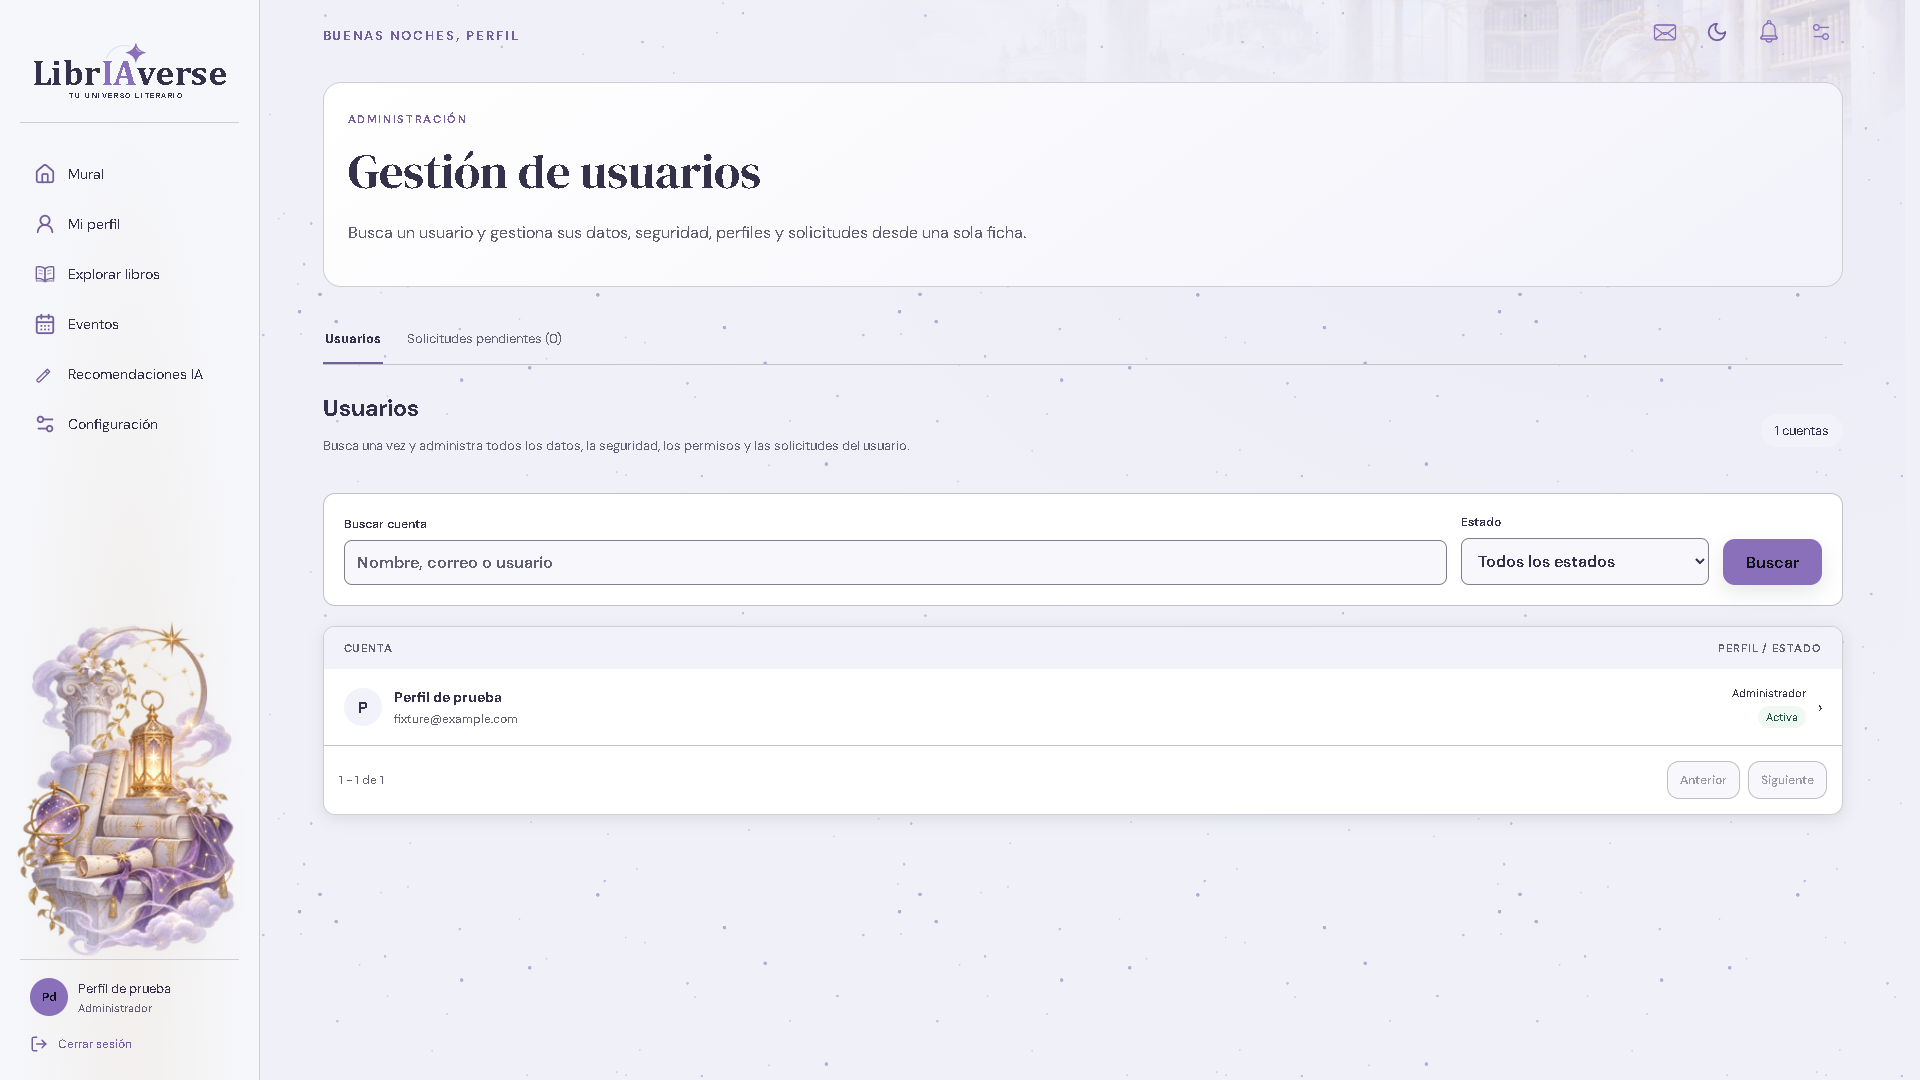 LibrIAverse
TU UNIVERSO LITERARIO
Mural
Mi perfil
Explorar libros
Eventos
Recomendaciones IA
Configuración
Pd
Perfil de prueba
Administrador
Cerrar sesión
BUENAS NOCHES, PERFIL
ADMINISTRACIÓN
Gestión de usuarios
Busca un usuario y gestiona sus datos, seguridad, perfiles y solicitudes desde una sola ficha.
Usuarios
Solicitudes pendientes (0)
Usuarios
Busca una vez y administra todos los datos, la seguridad, los permisos y las solicitudes del usuario.
1 cuentas
Buscar cuenta
Nombre, correo o usuario
Estado
Todos los estados
Buscar
CUENTA
PERFIL / ESTADO
P
Perfil de prueba
fixture@example.com
Administrador
Activa
1 – 1 de 1
Anterior
Siguiente